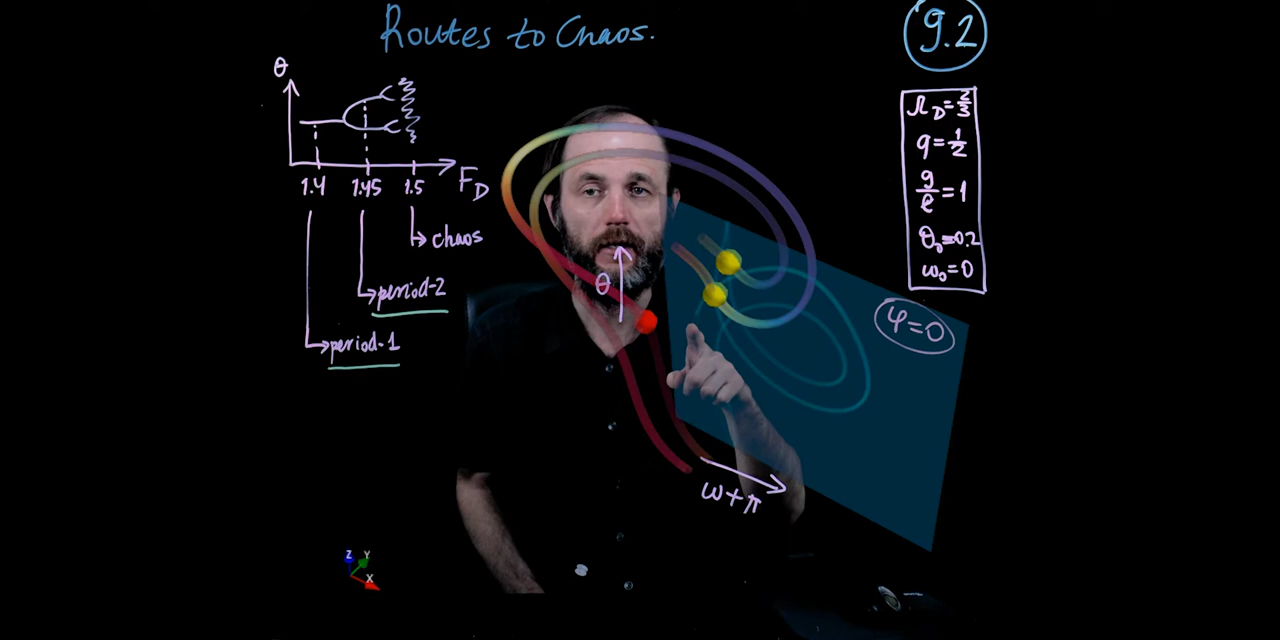 Routes to Chaos.
9.2
θ
1.4 1.45 1.5
F_D
chaos
period-2
period-1
Ω_D=2/3
q=1/2
g/ℓ=1
θ₀=0.2
ω₀=0
φ=0
θ
ω+π
Z Y
X